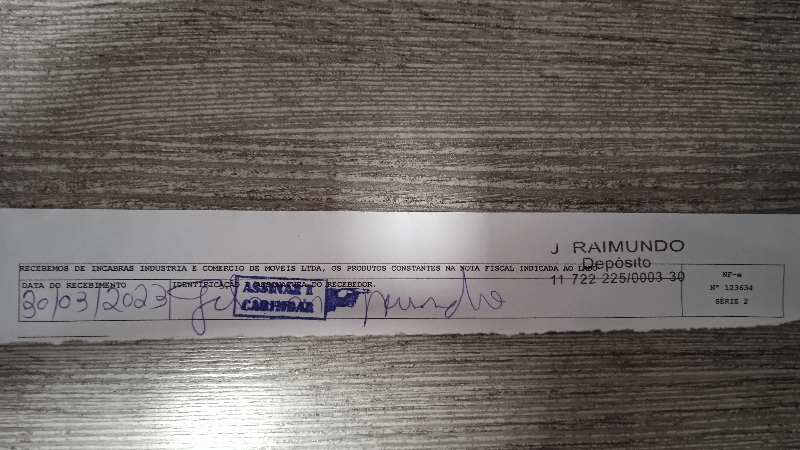 J RAIMUNDO
Depósito
11 722 225/0003 30
RECEBEMOS DE INCABRAS INDUSTRIA E COMERCIO DE MOVEIS LTDA, OS PRODUTOS CONSTANTES NA NOTA FISCAL INDICADA AO LADO
DATA DO RECEBIMENTO
IDENTIFICAÇÃO E ASSINATURA DO RECEBEDOR.
30/03/2023
ASSINAR E
CARIMBAR
NF-e
Nº 123634
SÉRIE 2